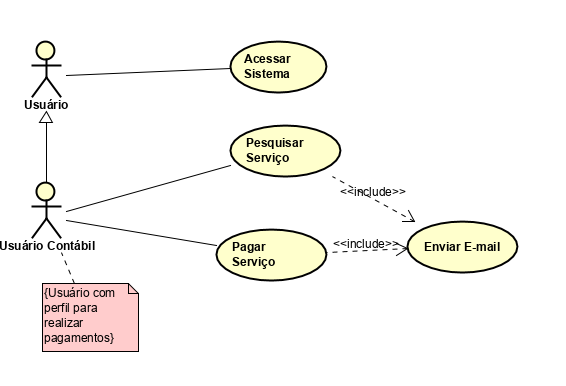 Acessar
Sistema
Usuário
Pesquisar
Serviço
<<include>>
Usuário Contábil
Pagar
Serviço
<<include>>
Enviar E-mail
{Usuário com
perfil para
realizar
pagamentos}